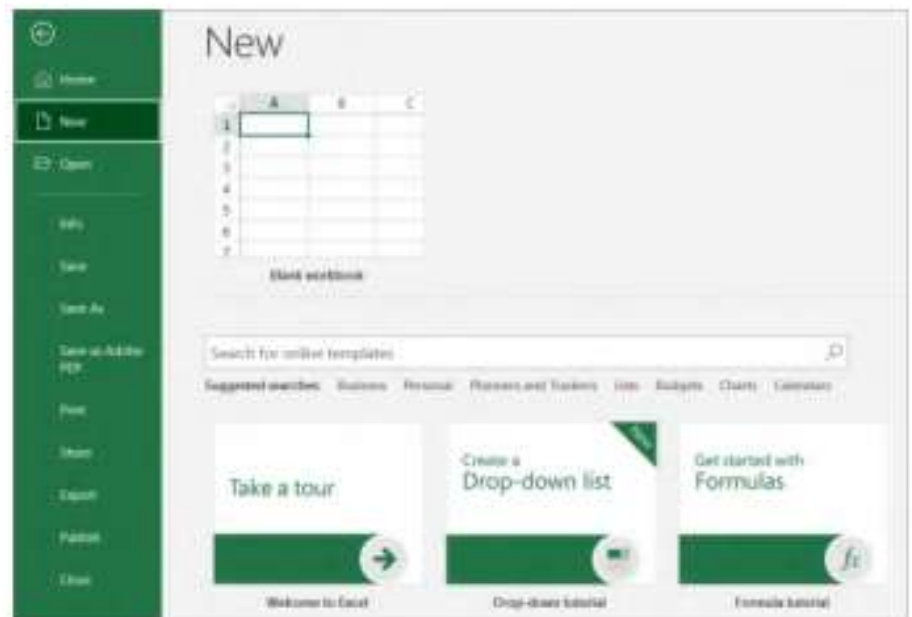 New
Home
New
Open
Info
Save
Save As
Save as Adobe
PDF
Print
Share
Export
Publish
Close
A B C
1
2
3
4
5
6
7
Blank workbook
Search for online templates
Suggested searches: Business Personal Planners and Trackers Lists Budgets Charts Calendars
Take a tour
Welcome to Excel
Create a
Drop-down list
New
Drop-down tutorial
Get started with
Formulas
fx
Formula tutorial